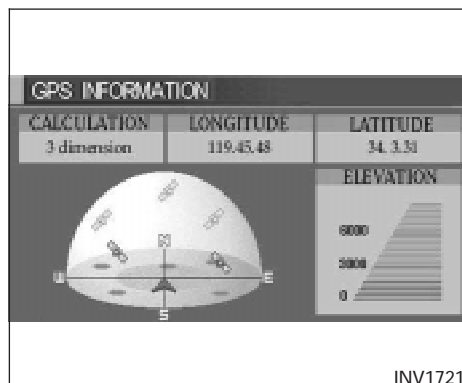 GPS INFORMATION
CALCULATION LONGITUDE LATITUDE
3 dimension 119.45.48 34. 3.31
ELEVATION
6000
3000
0
N
E
S
INV1721